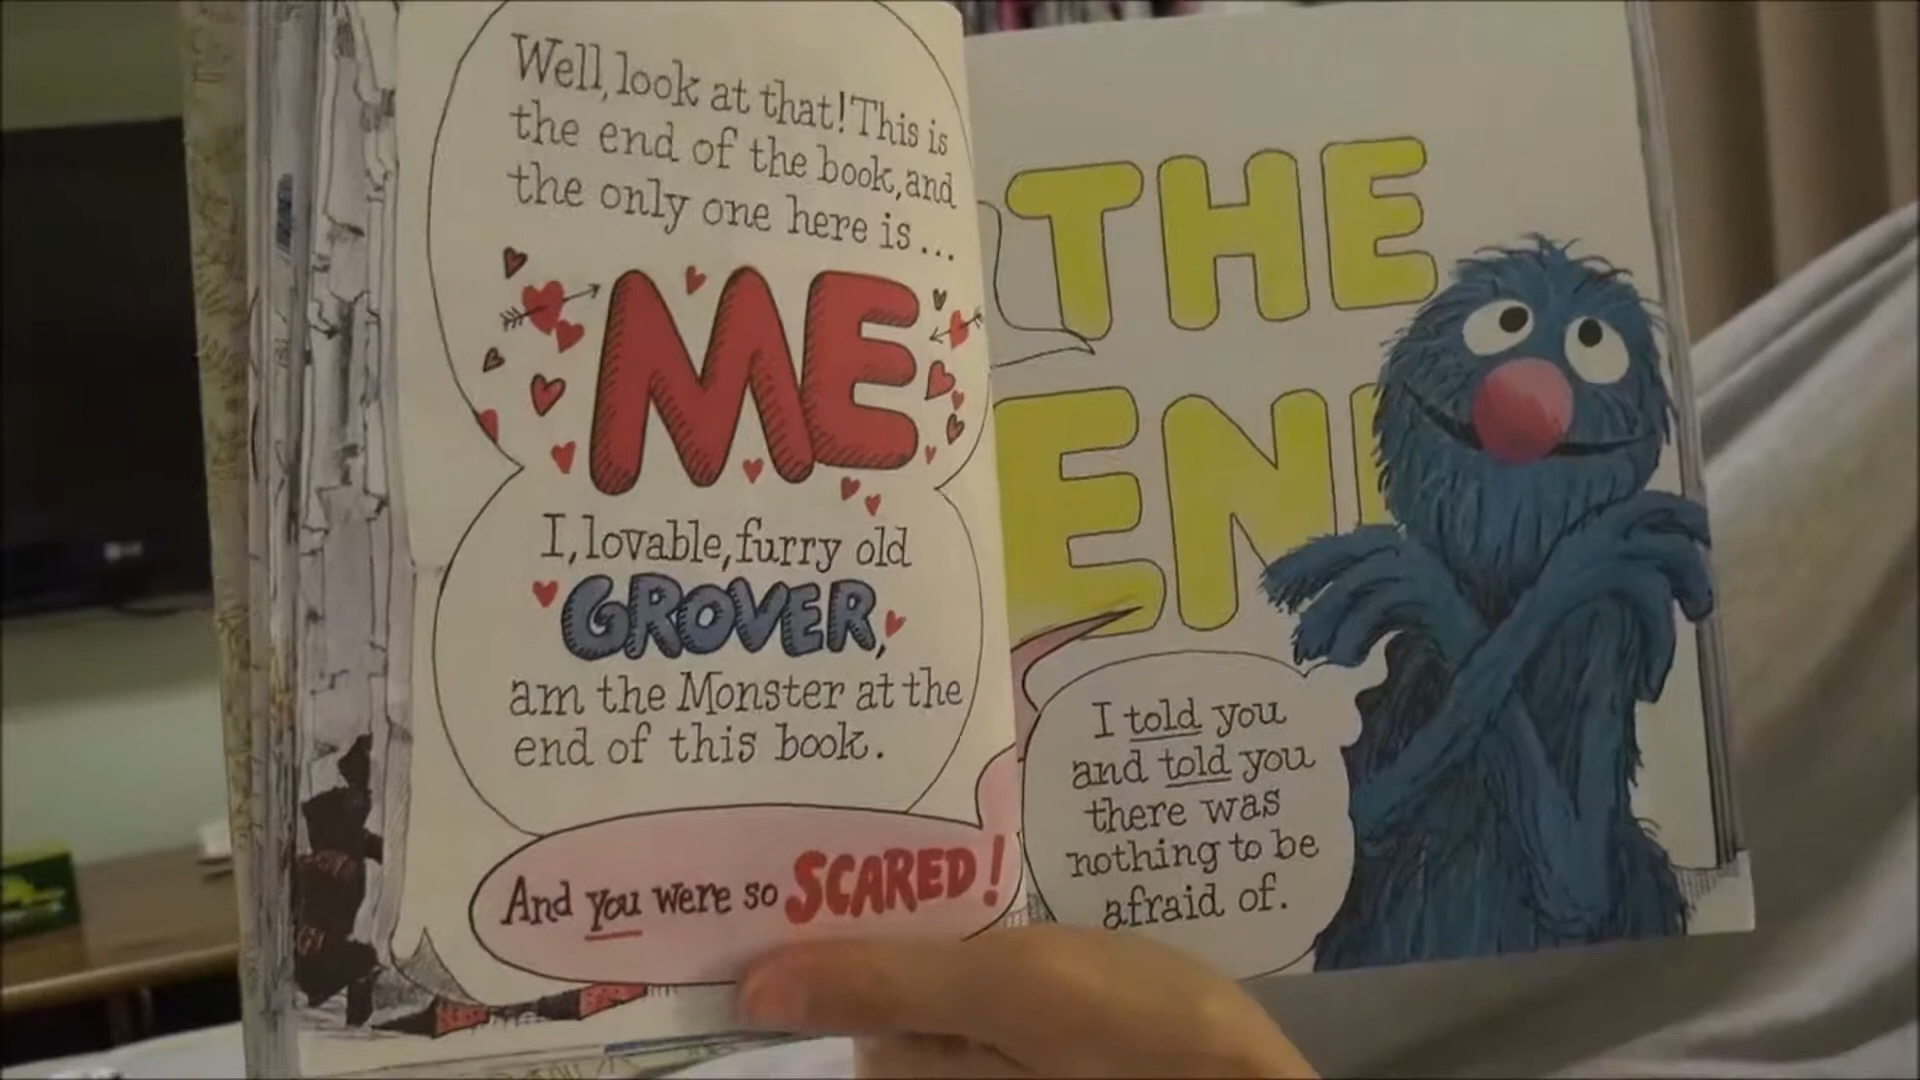 Well, look at that! This is
the end of the book, and
the only one here is...
ME
I, lovable, furry old
GROVER,
am the Monster at the
end of this book.
And you were so SCARED!
THE
EN
I told you
and told you
there was
nothing to be
afraid of.